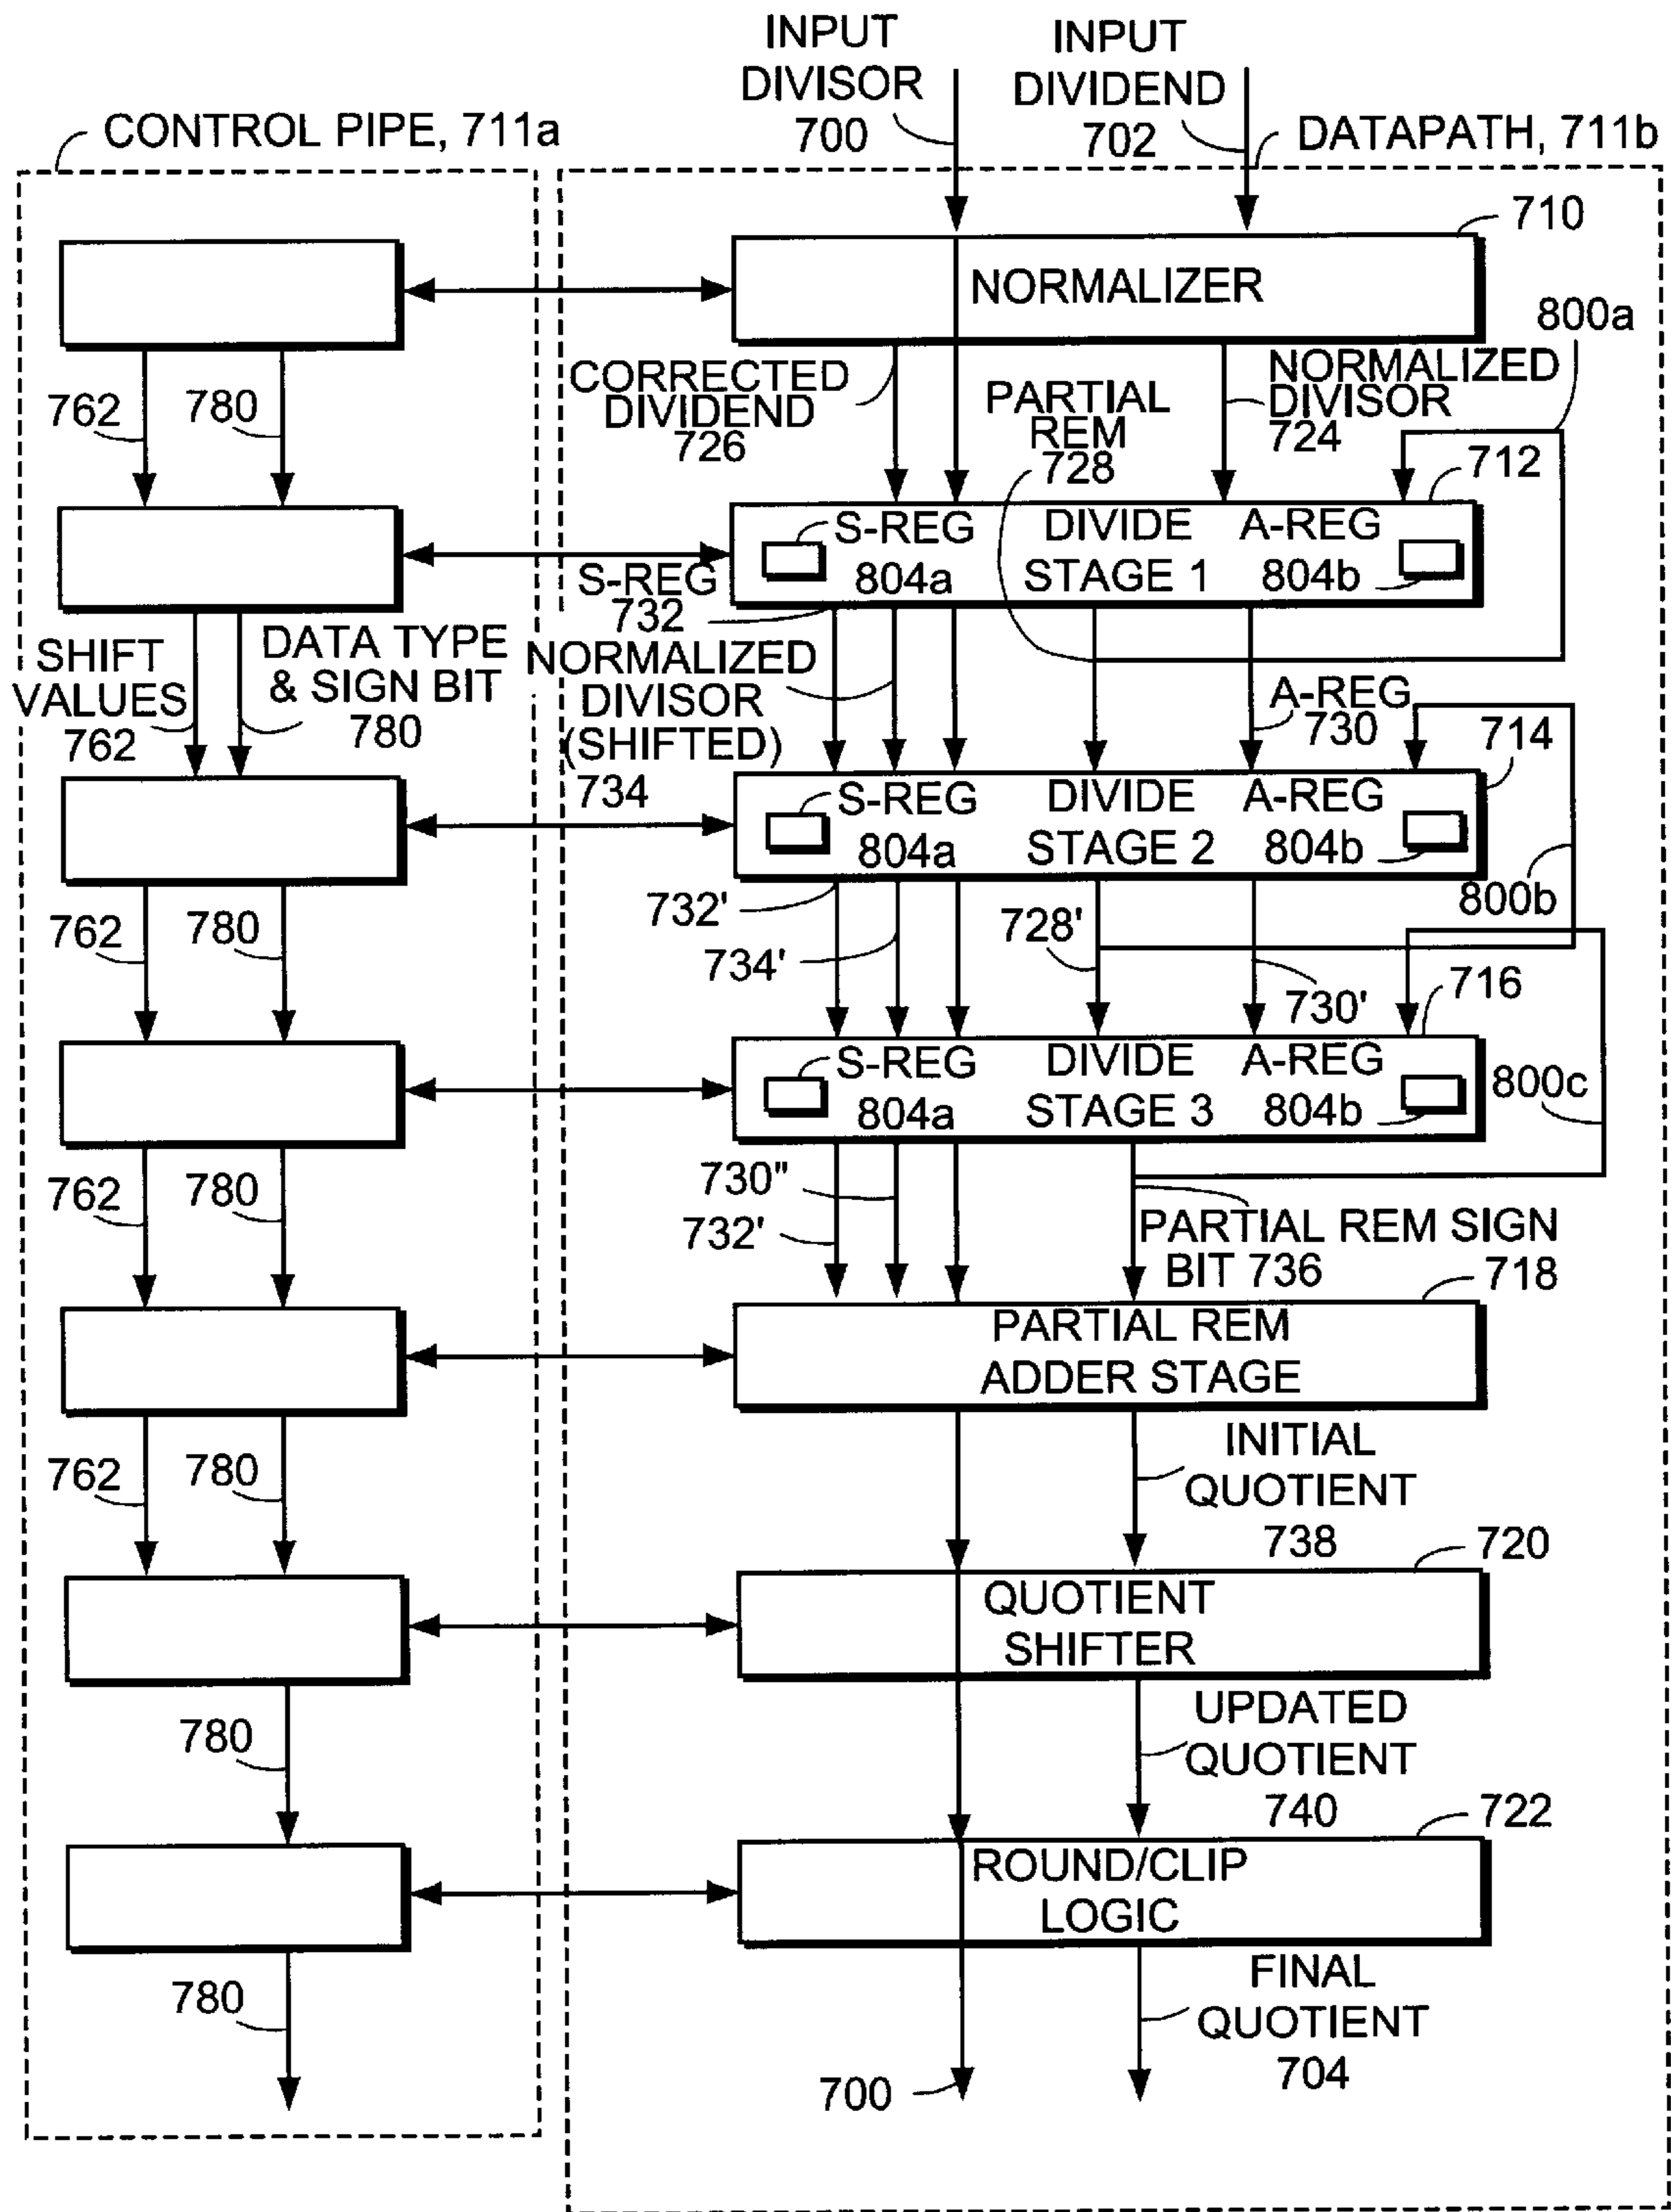 INPUT
DIVISOR
700
INPUT
DIVIDEND
702
CONTROL PIPE, 711a
DATAPATH, 711b
710
NORMALIZER
800a
762
780
CORRECTED
DIVIDEND
726
PARTIAL
REM
728
NORMALIZED
DIVISOR
724
712
S-REG
804a
DIVIDE
STAGE 1
A-REG
804b
S-REG
732
SHIFT
VALUES
762
DATA TYPE
& SIGN BIT
780
NORMALIZED
DIVISOR
(SHIFTED)
734
A-REG
730
714
S-REG
804a
DIVIDE
STAGE 2
A-REG
804b
800b
762
780
732'
734'
728'
730'
716
S-REG
804a
DIVIDE
STAGE 3
A-REG
804b
800c
762
780
730"
732'
PARTIAL REM SIGN
BIT 736
718
PARTIAL REM
ADDER STAGE
762
780
INITIAL
QUOTIENT
738
720
QUOTIENT
SHIFTER
780
UPDATED
QUOTIENT
740
722
ROUND/CLIP
LOGIC
780
FINAL
QUOTIENT
704
700